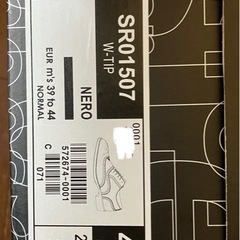 SR01507
W-TIP
NERO
EUR m's 39 to 44
NORMAL
0001
572674-0001
C
071